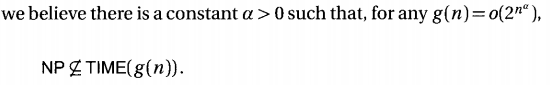 we believe there is a constant α > 0 such that, for any g(n) = o(2^{n^α}),
NP ⊈ TIME(g(n)).